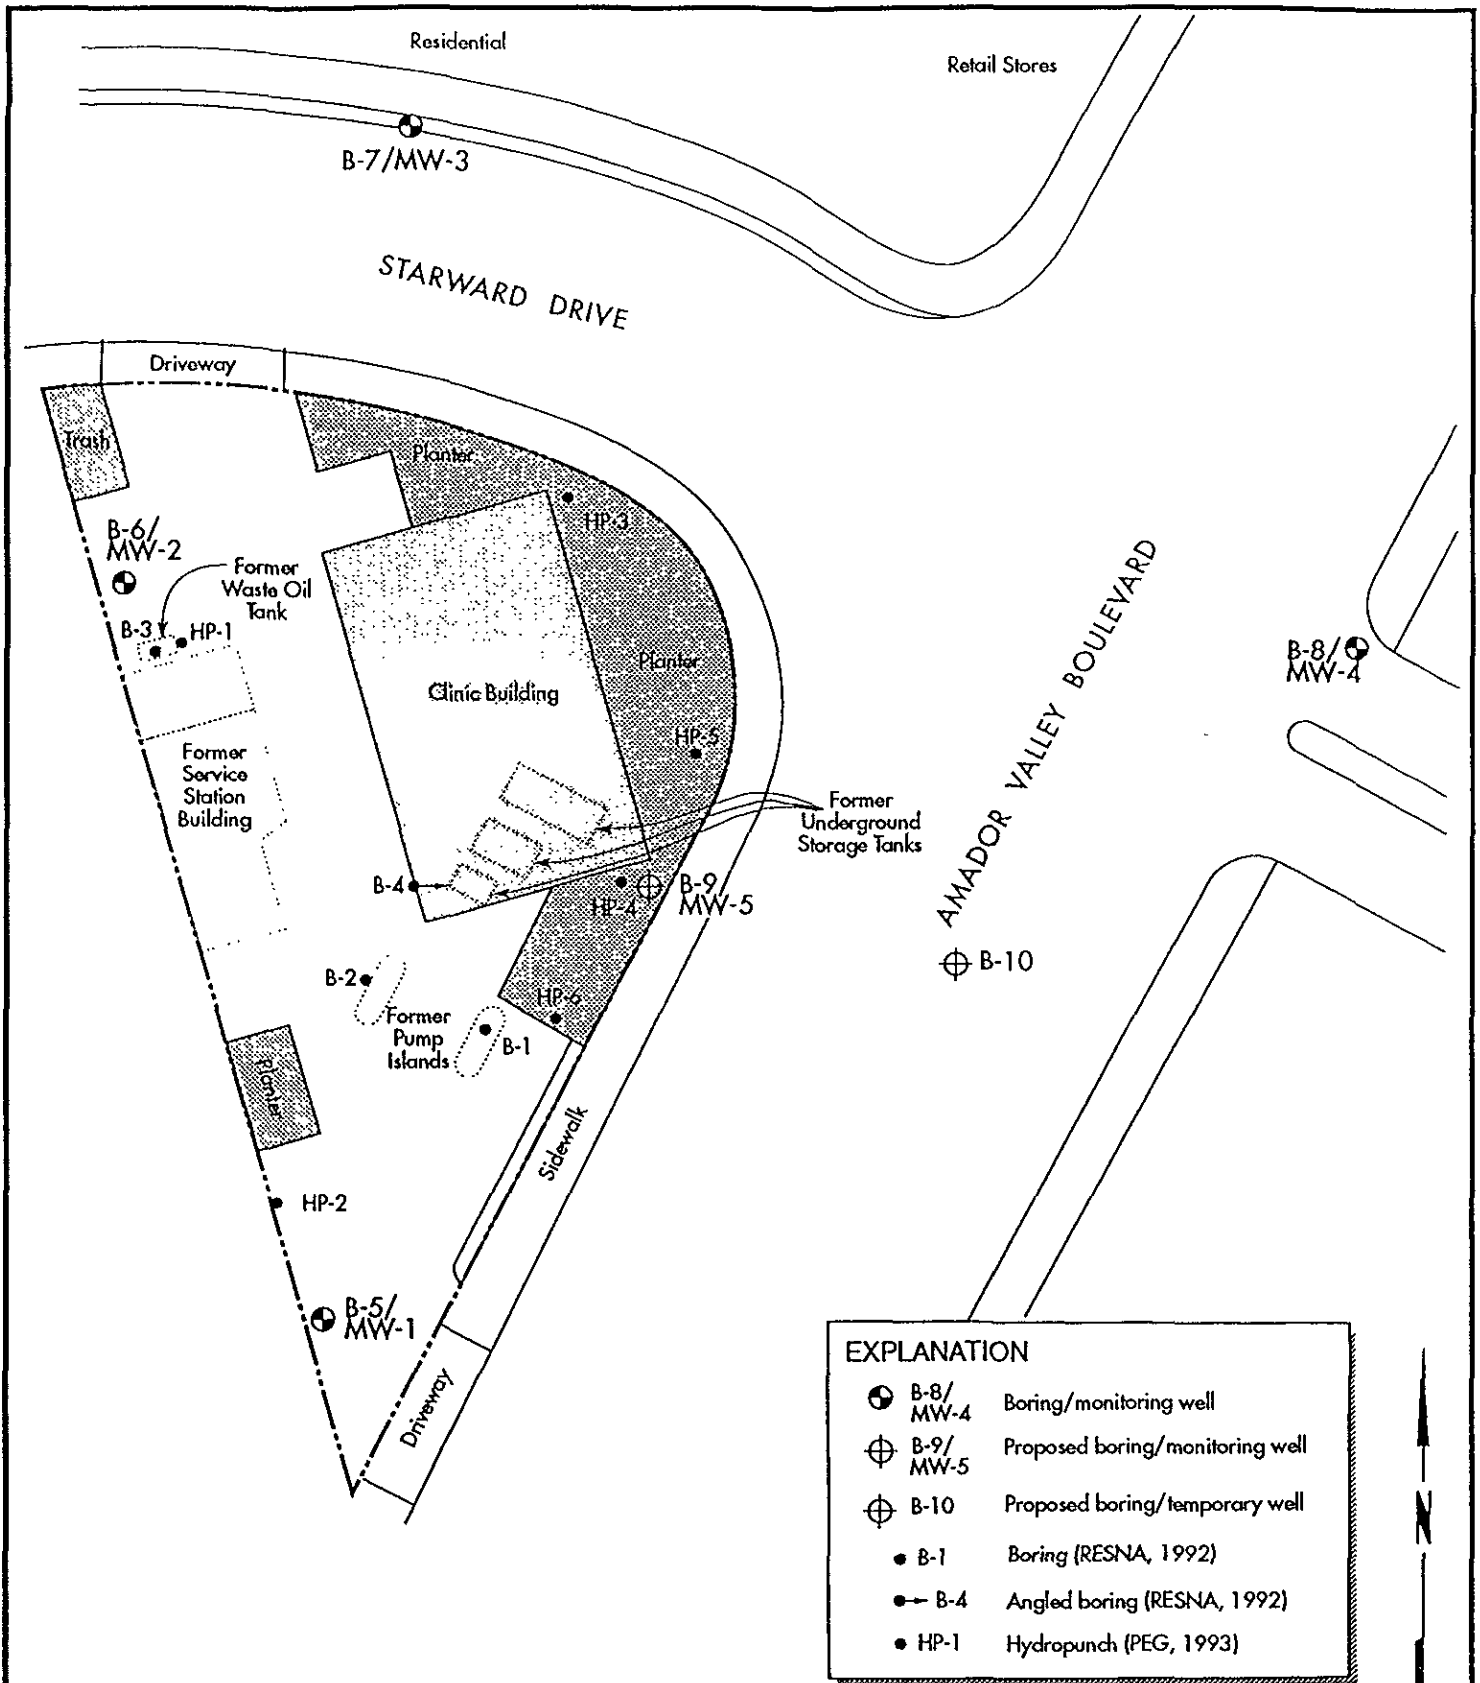 Residential
Retail Stores
B-7/MW-3
STARWARD DRIVE
Driveway
Trash
Planter
HP-3
B-6/
MW-2
Former
Waste Oil
Tank
B-3
HP-1
AMADOR VALLEY BOULEVARD
B-8/
MW-4
Planter
Clinic Building
HP-5
Former
Service
Station
Building
Former
Underground
Storage Tanks
B-4
HP-4
B-9/
MW-5
B-10
B-2
HP-6
Former
Pump
Islands
B-1
Planter
Sidewalk
HP-2
B-5/
MW-1
Driveway
EXPLANATION
B-8/
MW-4
Boring/monitoring well
B-9/
MW-5
Proposed boring/monitoring well
B-10 Proposed boring/temporary well
B-1 Boring (RESNA, 1992)
B-4 Angled boring (RESNA, 1992)
HP-1 Hydropunch (PEG, 1993)
N